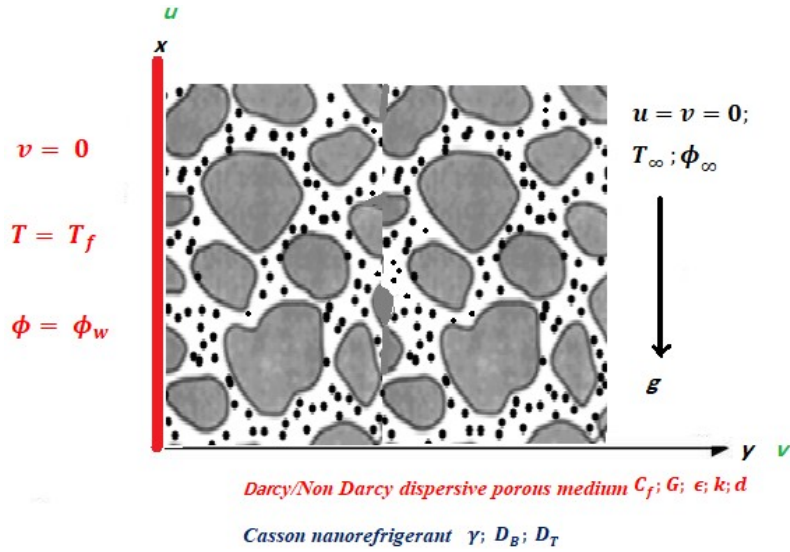 u
x
v = 0
T = T_f
ϕ = ϕ_w
u = v = 0;
T_∞ ; ϕ_∞
g
y v
Darcy/Non Darcy dispersive porous medium C_f; G; ϵ; k; d
Casson nanorefrigerant γ; D_B; D_T